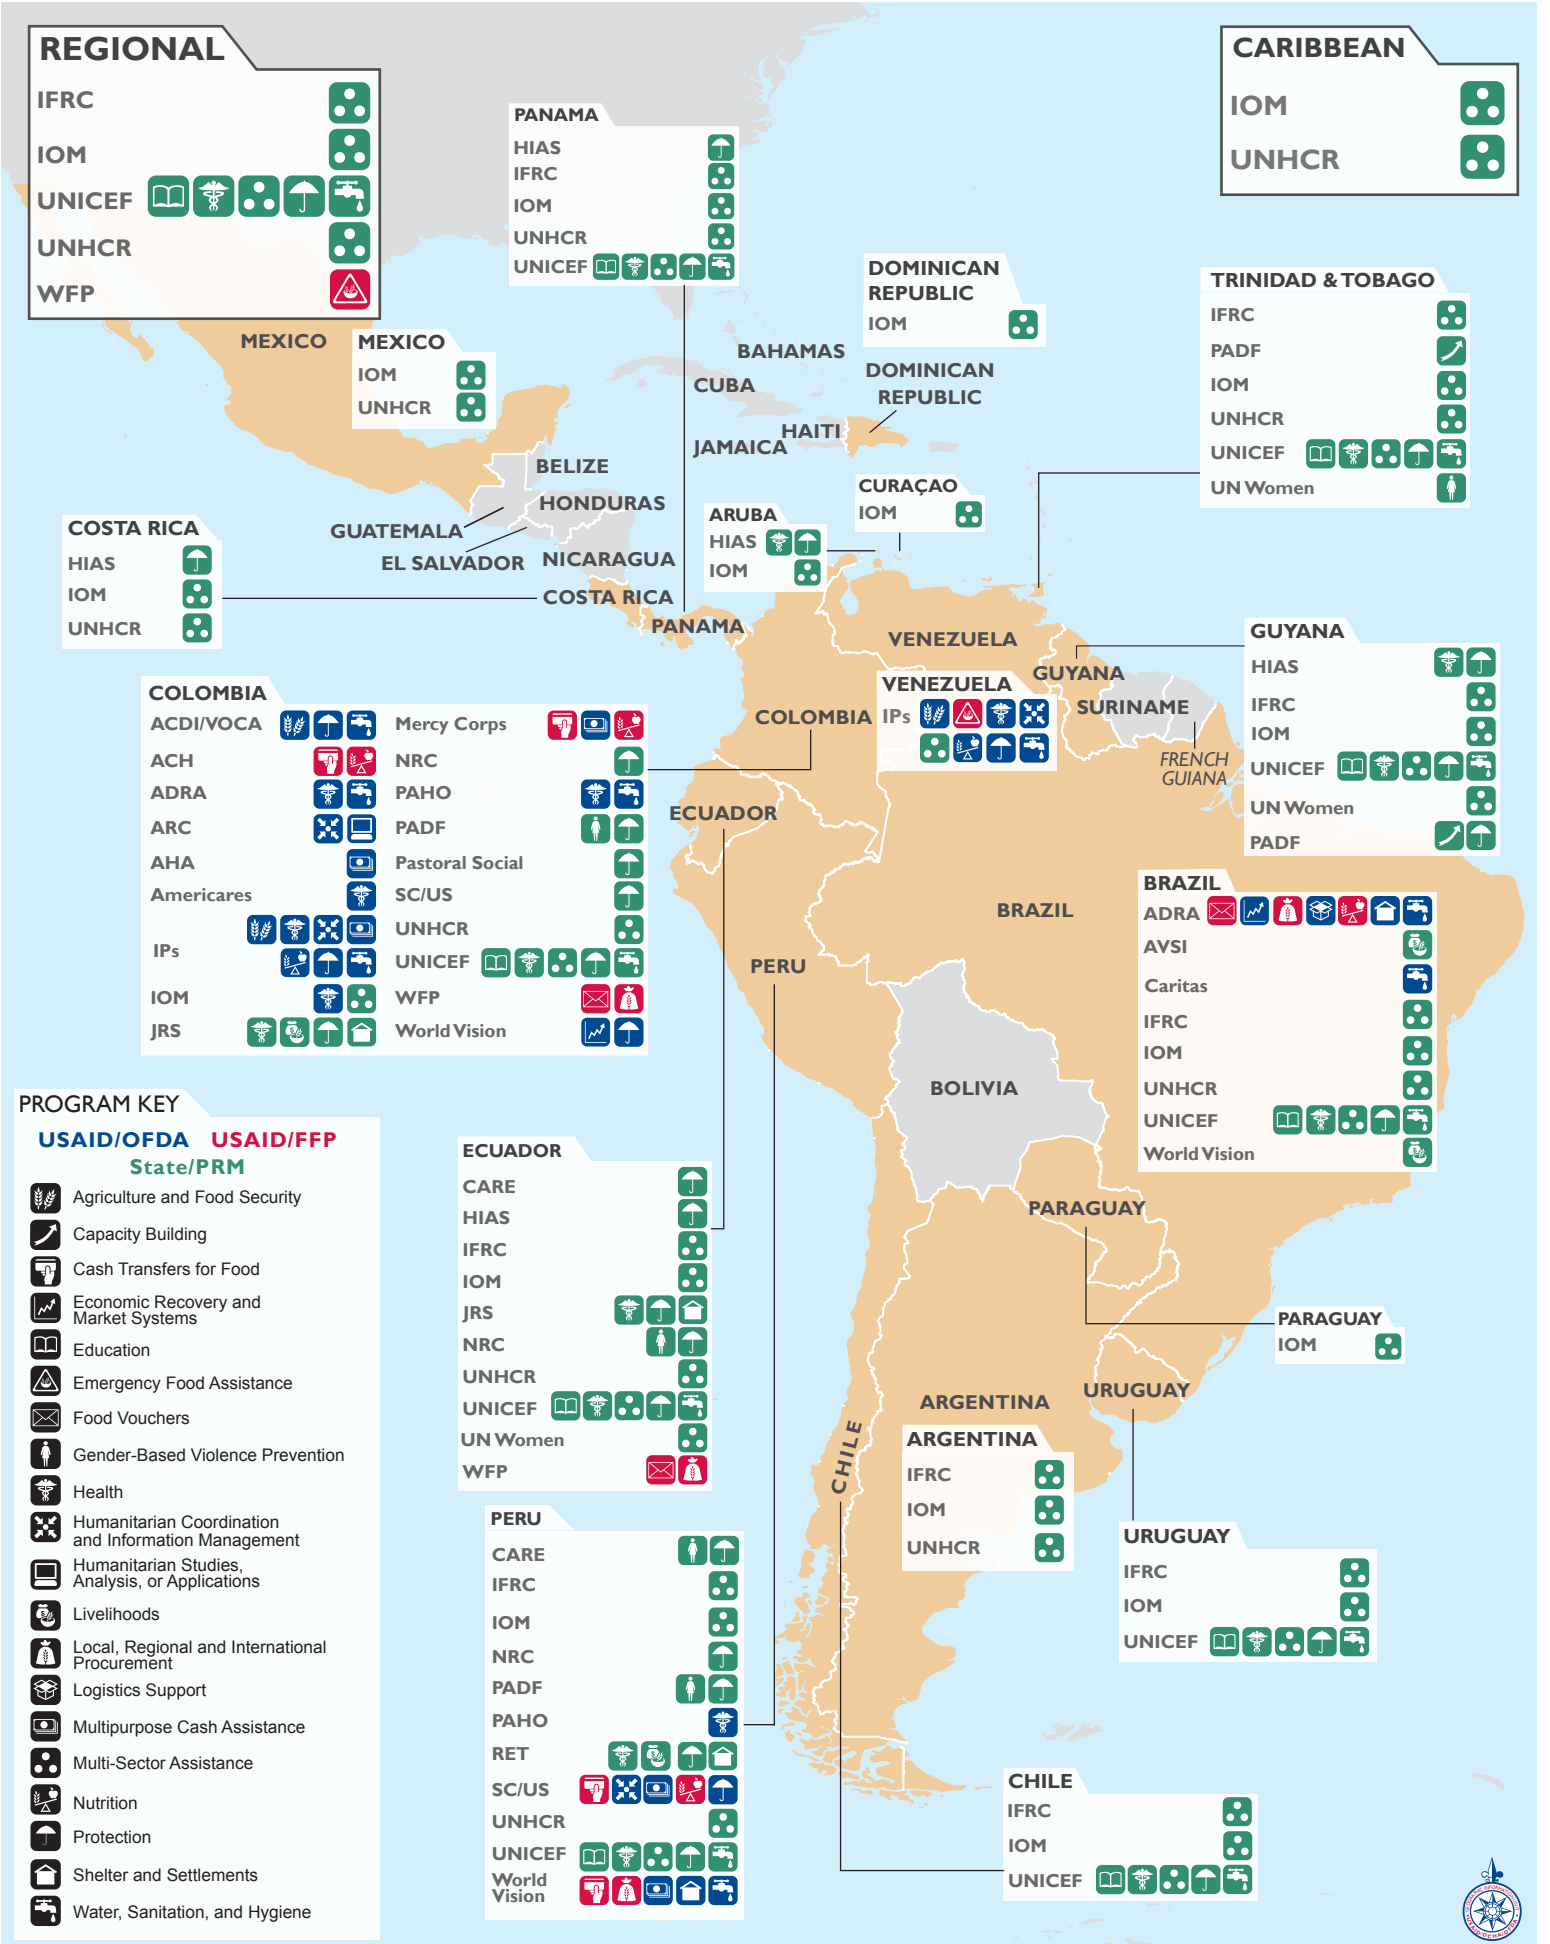 REGIONAL
IFRC
IOM
UNICEF
UNHCR
WFP
CARIBBEAN
IOM
UNHCR
PANAMA
HIAS
IFRC
IOM
UNHCR
UNICEF
DOMINICAN
REPUBLIC
IOM
TRINIDAD & TOBAGO
IFRC
PADF
IOM
UNHCR
UNICEF
UN Women
MEXICO
MEXICO
IOM
UNHCR
BAHAMAS
CUBA
DOMINICAN
REPUBLIC
HAITI
JAMAICA
BELIZE
HONDURAS
GUATEMALA
EL SALVADOR
NICARAGUA
COSTA RICA
PANAMA
CURAÇAO
IOM
ARUBA
HIAS
IOM
COSTA RICA
HIAS
IOM
UNHCR
VENEZUELA
GUYANA
SURINAME
FRENCH
GUIANA
VENEZUELA
IPs
COLOMBIA
GUYANA
HIAS
IFRC
IOM
UNICEF
UN Women
PADF
COLOMBIA
ACDI/VOCA
ACH
ADRA
ARC
AHA
Americares
IPs
IOM
JRS
Mercy Corps
NRC
PAHO
PADF
Pastoral Social
SC/US
UNHCR
UNICEF
WFP
World Vision
ECUADOR
PERU
BRAZIL
BOLIVIA
PARAGUAY
URUGUAY
ARGENTINA
CHILE
BRAZIL
ADRA
AVSI
Caritas
IFRC
IOM
UNHCR
UNICEF
World Vision
PROGRAM KEY
USAID/OFDA USAID/FFP
State/PRM
Agriculture and Food Security
Capacity Building
Cash Transfers for Food
Economic Recovery and
Market Systems
Education
Emergency Food Assistance
Food Vouchers
Gender-Based Violence Prevention
Health
Humanitarian Coordination
and Information Management
Humanitarian Studies,
Analysis, or Applications
Livelihoods
Local, Regional and International
Procurement
Logistics Support
Multipurpose Cash Assistance
Multi-Sector Assistance
Nutrition
Protection
Shelter and Settlements
Water, Sanitation, and Hygiene
ECUADOR
CARE
HIAS
IFRC
IOM
JRS
NRC
UNHCR
UNICEF
UN Women
WFP
PERU
CARE
IFRC
IOM
NRC
PADF
PAHO
RET
SC/US
UNHCR
UNICEF
World
Vision
PARAGUAY
IOM
ARGENTINA
IFRC
IOM
UNHCR
URUGUAY
IFRC
IOM
UNICEF
CHILE
IFRC
IOM
UNICEF